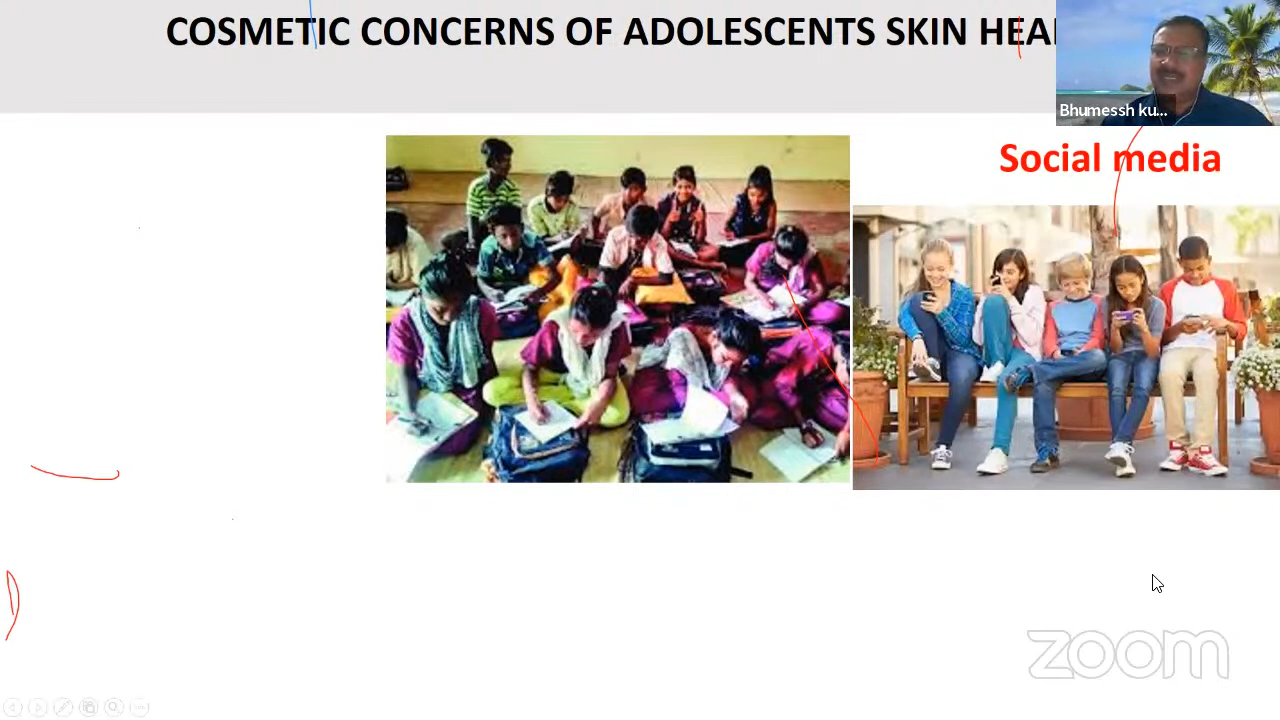 COSMETIC CONCERNS OF ADOLESCENTS SKIN HEA
Bhumessh ku...
Social media
zoom